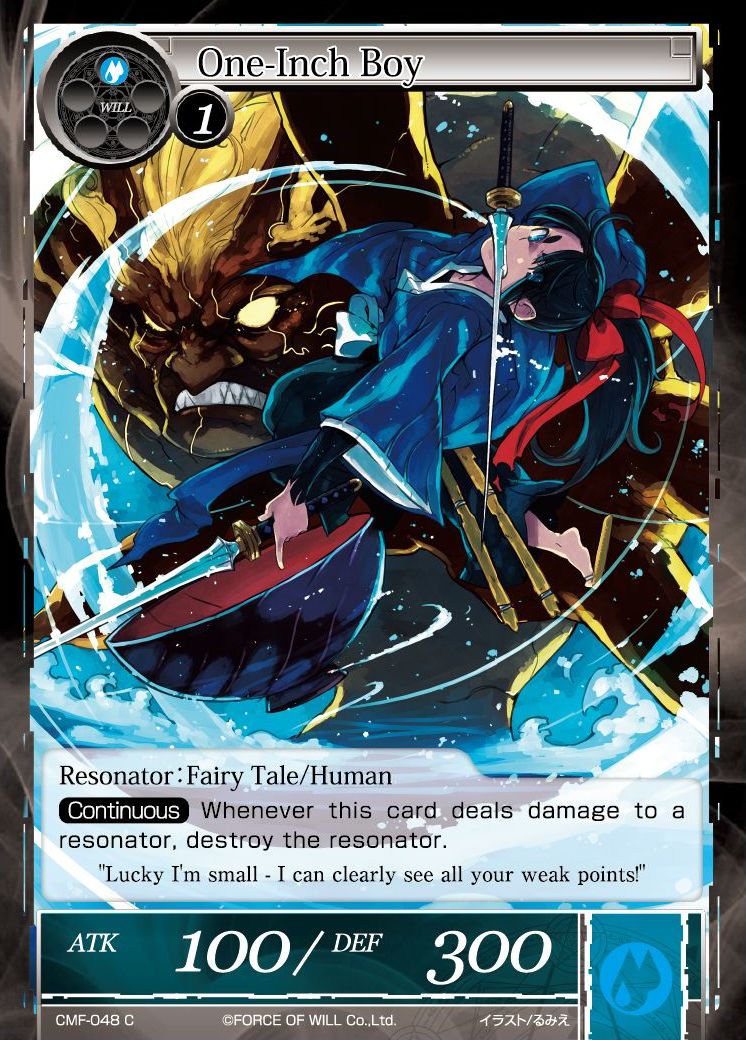 One-Inch Boy
WILL
1
Resonator:Fairy Tale/Human
Continuous Whenever this card deals damage to a
resonator, destroy the resonator.
"Lucky I'm small - I can clearly see all your weak points!"
ATK 100/ DEF 300
CMF-048 C ©FORCE OF WILL Co.,Ltd. イラスト/るみえ